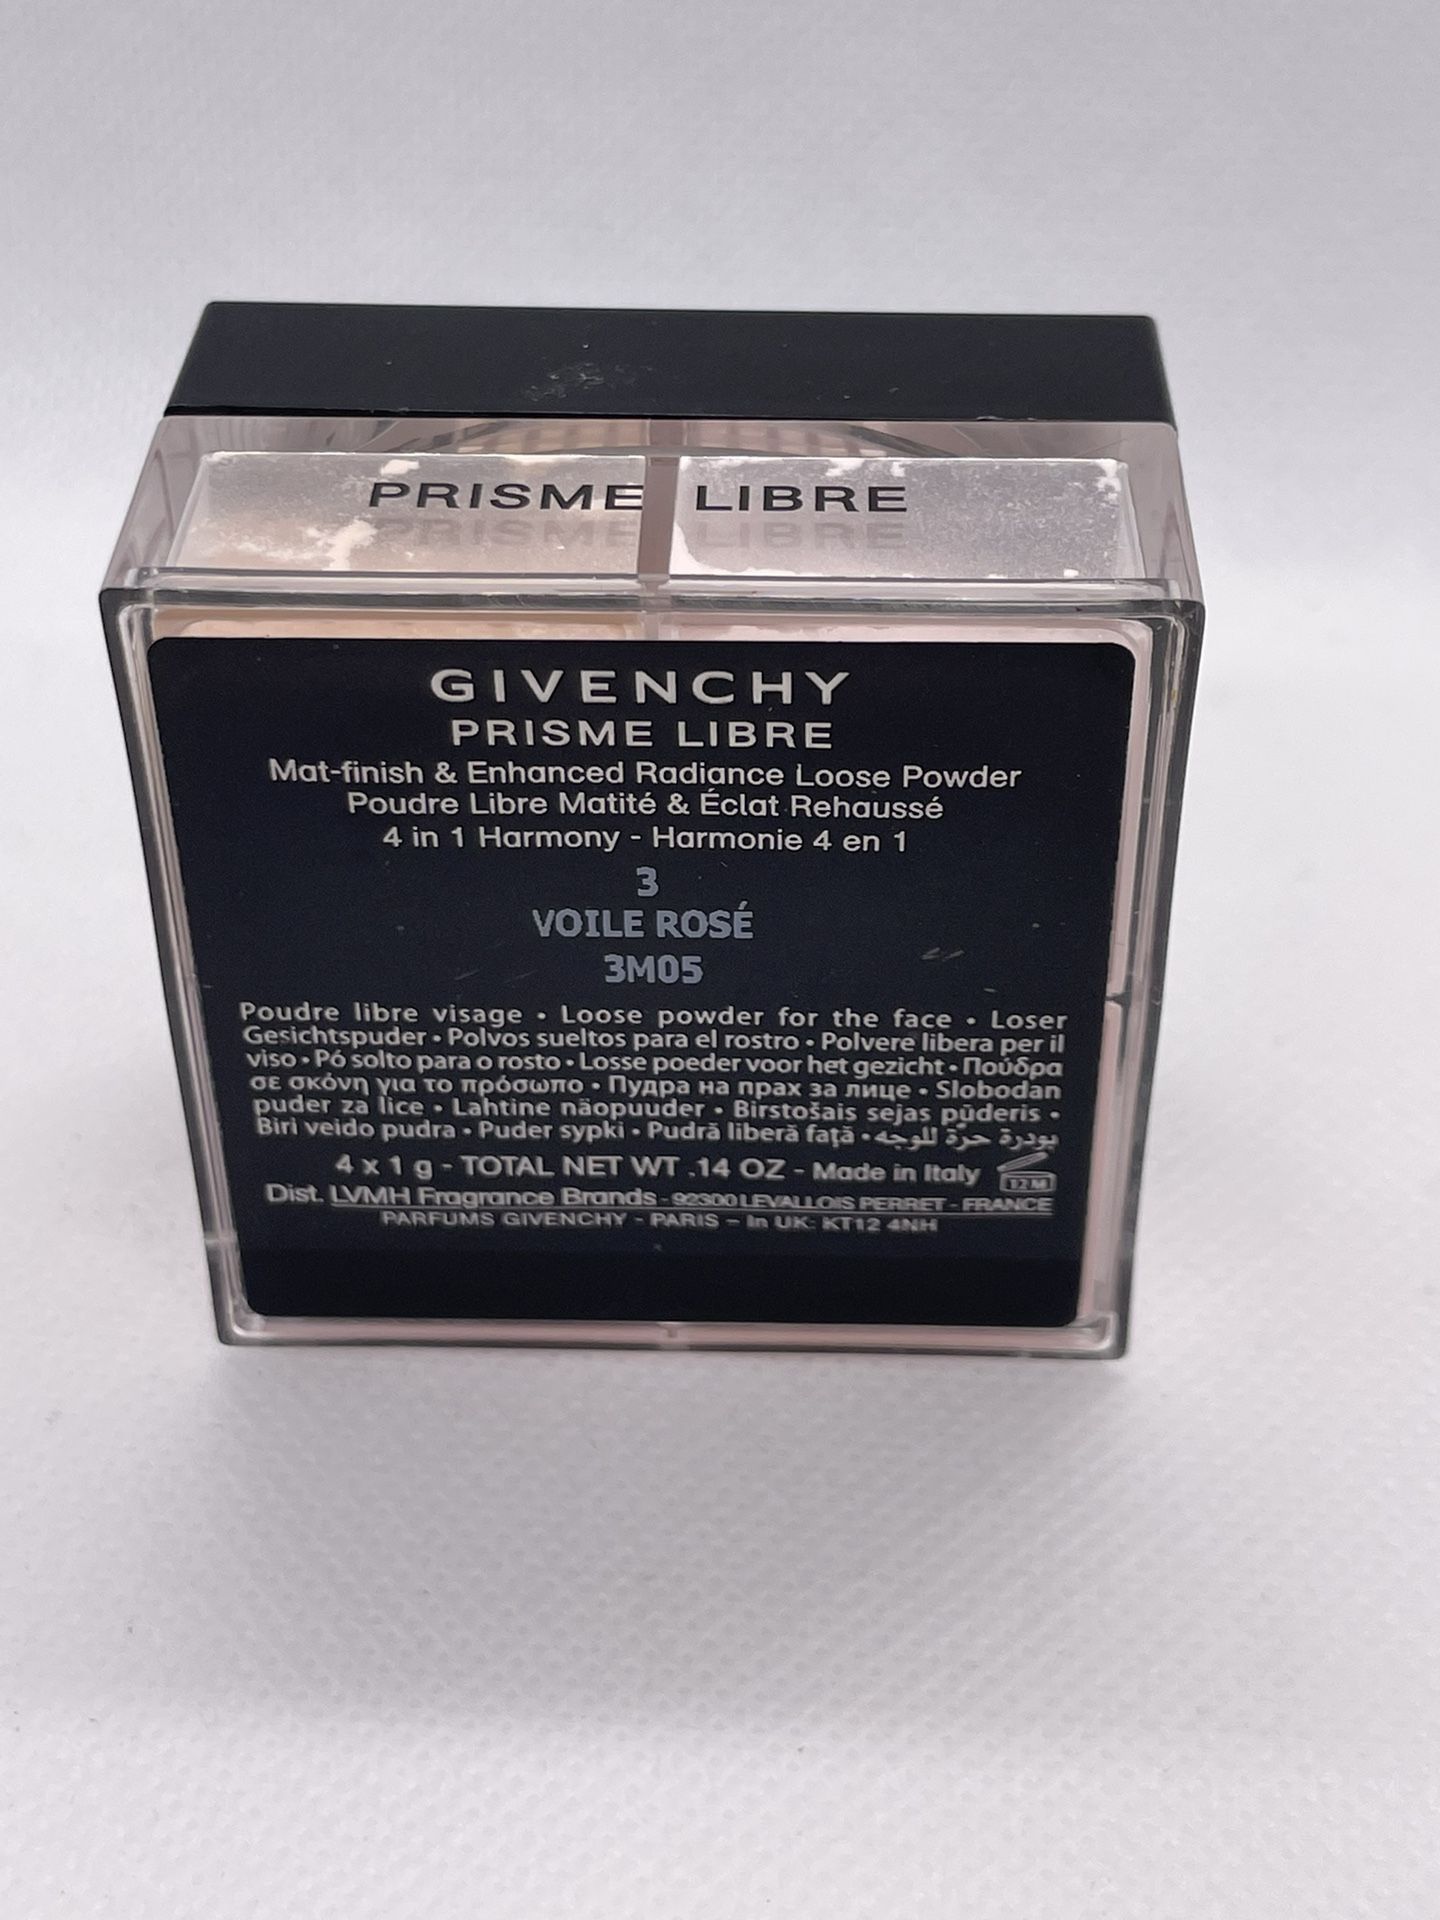 PRISME LIBRE
GIVENCHY
PRISME LIBRE
Mat-finish & Enhanced Radiance Loose Powder
Poudre Libre Matité & Éclat Rehaussé
4 in 1 Harmony - Harmonie 4 en 1
3
VOILE ROSÉ
3M05
Poudre libre visage • Loose powder for the face • Loser
Gesichtspuder • Polvos sueltos para el rostro • Polvere libera per il
viso • Pó solto para o rosto • Losse poeder voor het gezicht • Πούδρα
σε σκόνη για το πρόσωπο • Пудра на прах за лице • Slobodan
puder za lice • Lahtine näopuuder • Birstošais sejas pūderis •
Biri veido pudra • Puder sypki • Pudră liberă față • بودرة حرّة للوجه
4 x 1 g - TOTAL NET WT .14 OZ - Made in Italy 12 M
Dist. LVMH Fragrance Brands - 92300 LEVALLOIS PERRET - FRANCE
PARFUMS GIVENCHY - PARIS - In UK: KT12 4NH